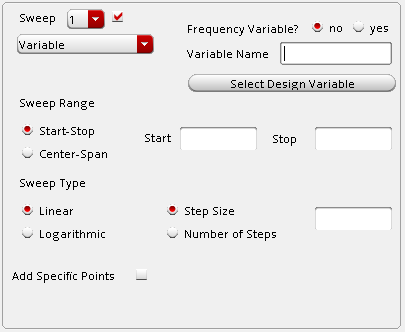 Sweep 1 Frequency Variable? no yes
Variable Variable Name
Select Design Variable
Sweep Range
Start-Stop Start Stop
Center-Span
Sweep Type
Linear Step Size
Logarithmic Number of Steps
Add Specific Points